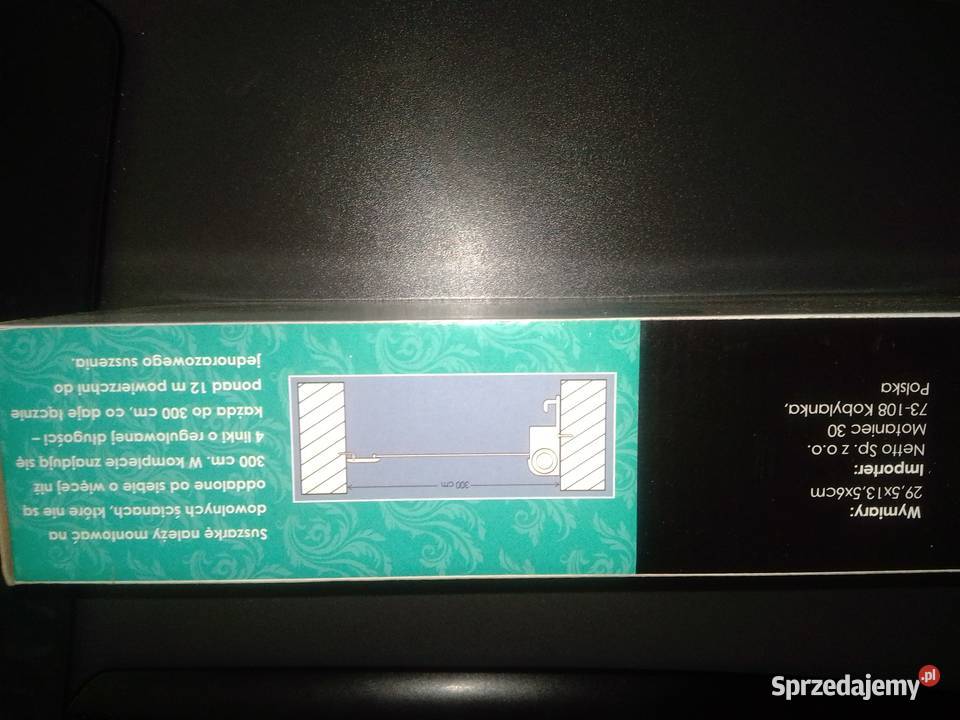 Wymiary:
29,5x13,5x6cm
Importer:
Netto Sp. z o.o.
Motaniec 30
73-108 Kobylanka,
Polska
300 cm
Suszarkę należy montować na
dowolnych ścianach, które nie są
oddalone od siebie o więcej niż
300 cm. W komplecie znajdują się
4 linki o regulowanej długości –
każda do 300 cm, co daje łącznie
ponad 12 m powierzchni do
jednorazowego suszenia.
Sprzedajemy.pl